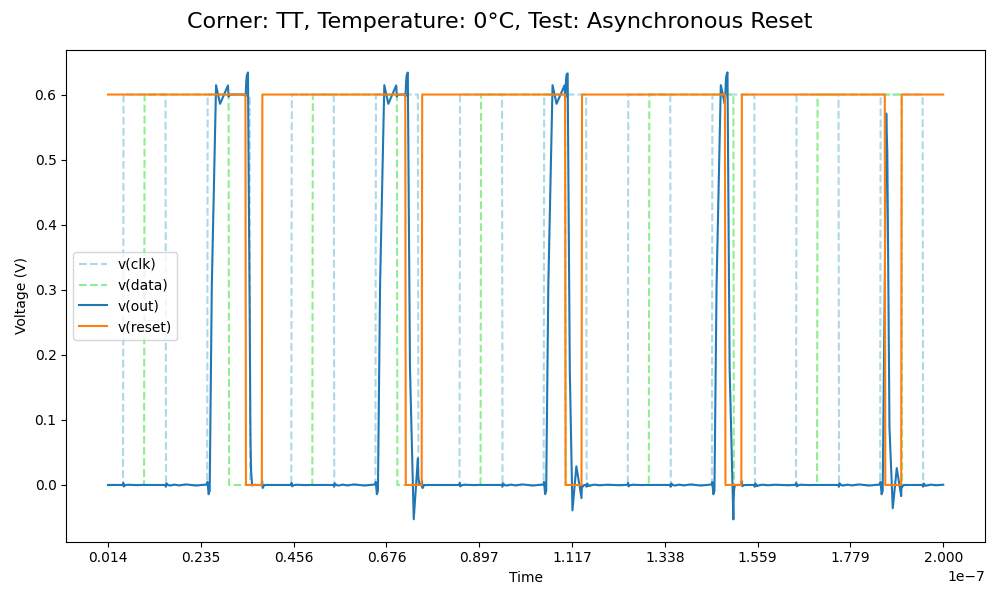 Corner: TT, Temperature: 0°C, Test: Asynchronous Reset
Voltage (V)
0.6
0.5
0.4
0.3
0.2
0.1
0.0
v(clk)
v(data)
v(out)
v(reset)
0.014 0.235 0.456 0.676 0.897 1.117 1.338 1.559 1.779 2.000
1e−7
Time